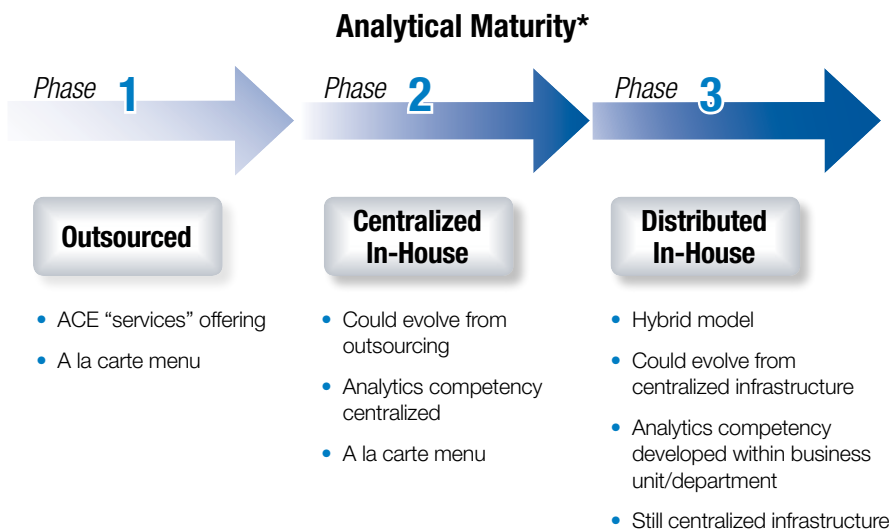 Analytical Maturity*
Phase 1
Phase 2
Phase 3
Outsourced
Centralized
In-House
Distributed
In-House
• ACE “services” offering
• A la carte menu
• Could evolve from
outsourcing
• Analytics competency
centralized
• A la carte menu
• Hybrid model
• Could evolve from
centralized infrastructure
• Analytics competency
developed within business
unit/department
• Still centralized infrastructure